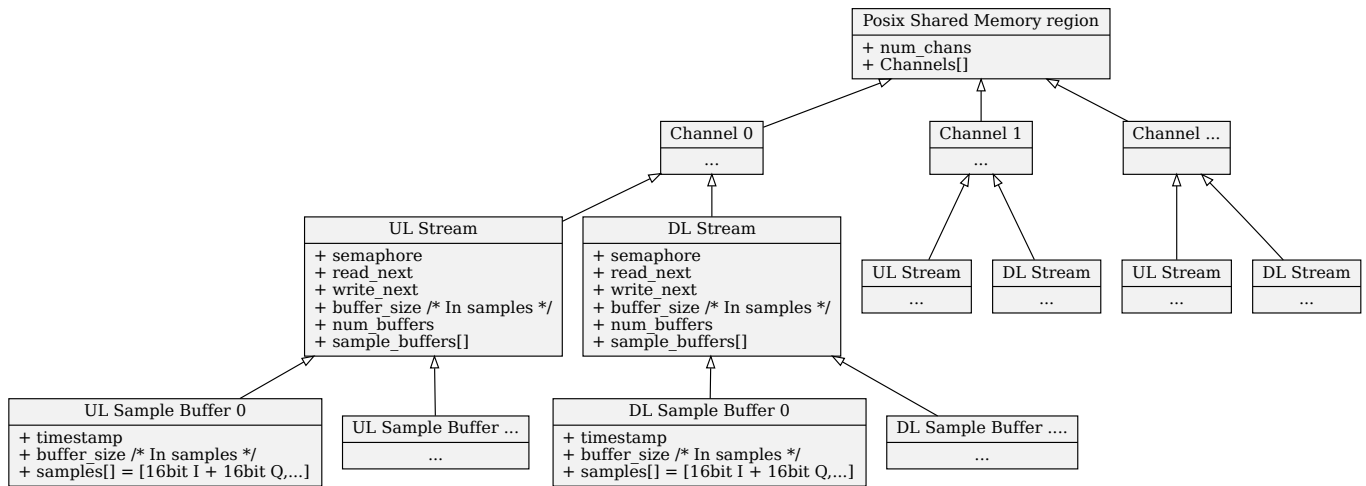 Posix Shared Memory region
+ num_chans
+ Channels[]
Channel 0
...
Channel 1
...
Channel ...
UL Stream
+ semaphore
+ read_next
+ write_next
+ buffer_size /* In samples */
+ num_buffers
+ sample_buffers[]
DL Stream
+ semaphore
+ read_next
+ write_next
+ buffer_size /* In samples */
+ num_buffers
+ sample_buffers[]
UL Stream
...
DL Stream
...
UL Stream
...
DL Stream
...
UL Sample Buffer 0
+ timestamp
+ buffer_size /* In samples */
+ samples[] = [16bit I + 16bit Q,...]
UL Sample Buffer ...
...
DL Sample Buffer 0
+ timestamp
+ buffer_size /* In samples */
+ samples[] = [16bit I + 16bit Q,...]
DL Sample Buffer ....
...